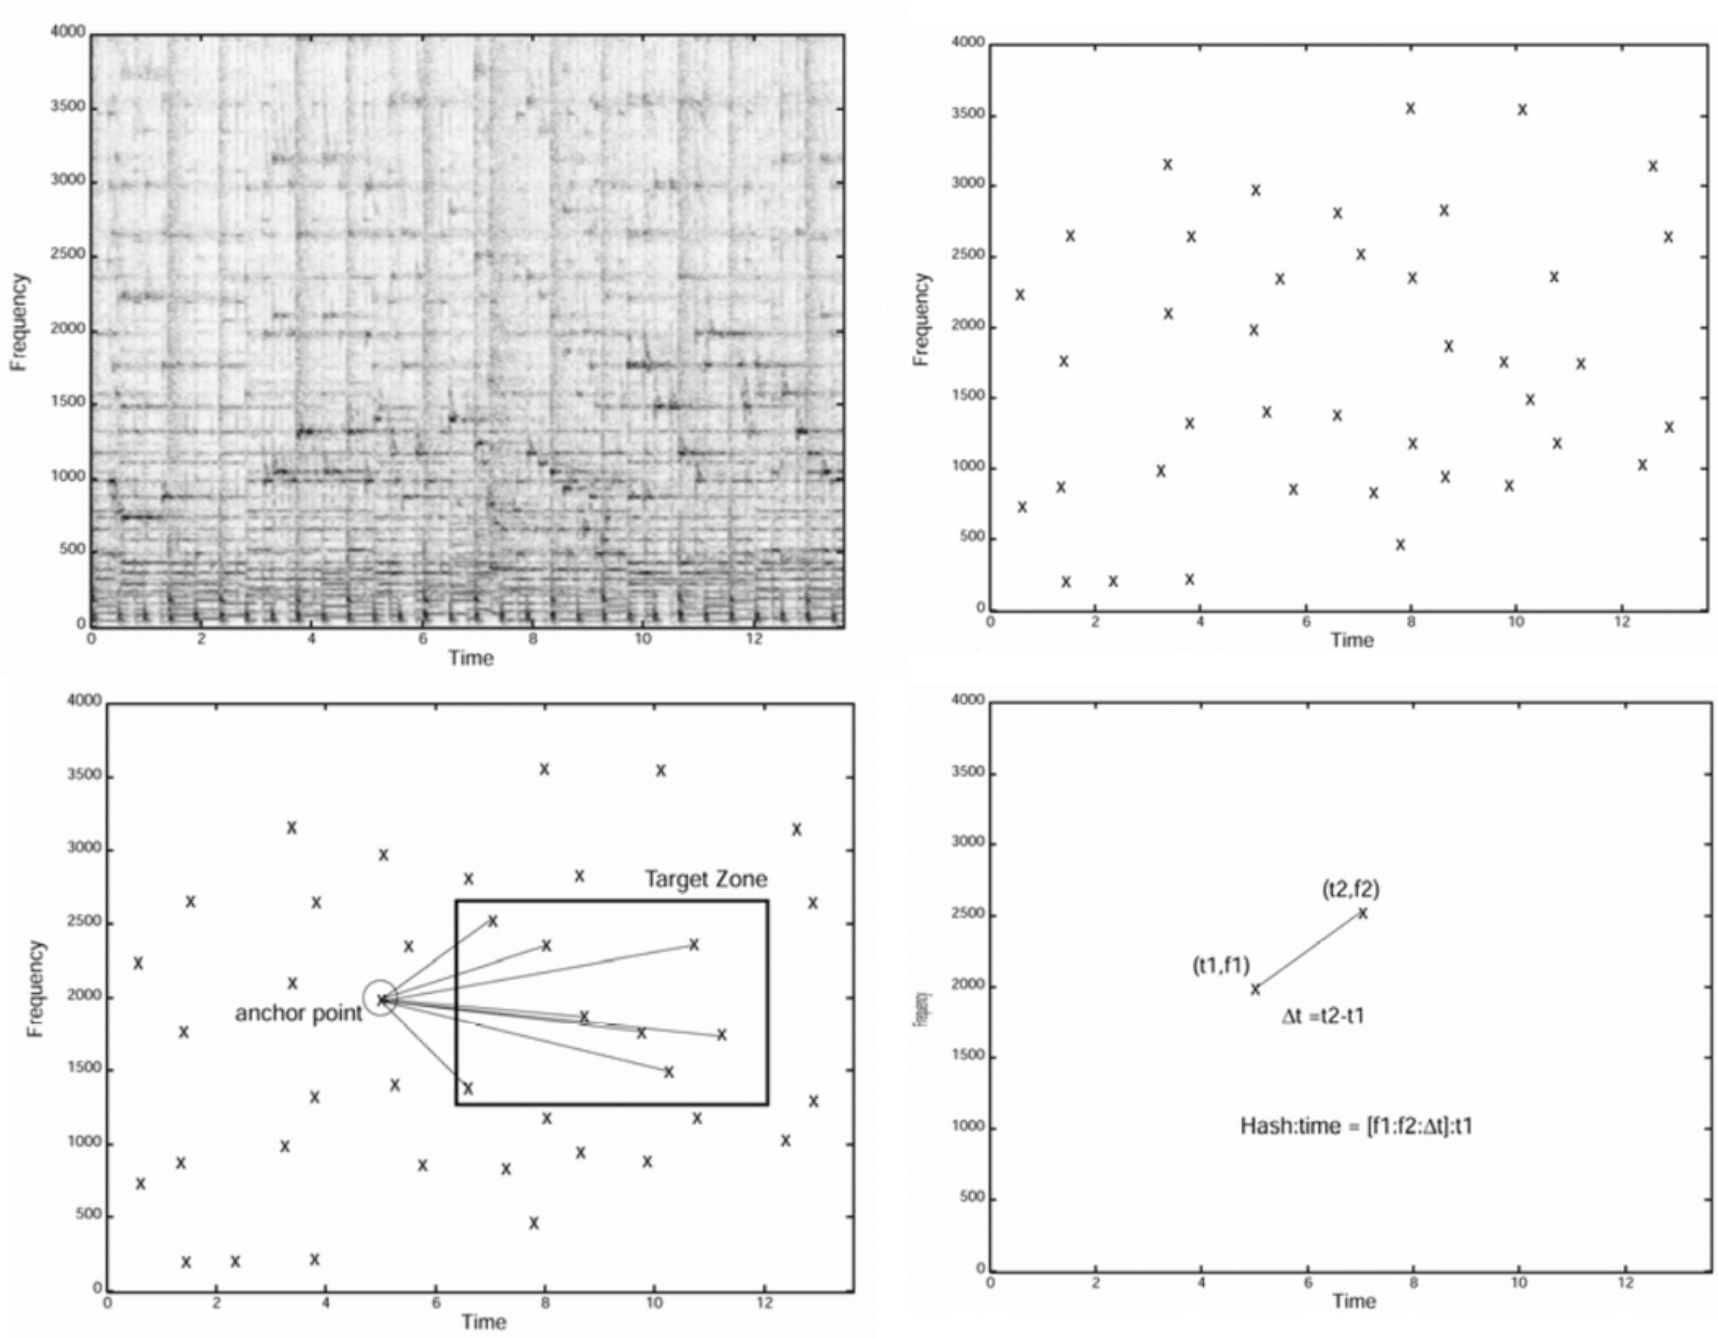 4000
3500
3000
2500
2000
1500
1000
500
0
Frequency
0 2 4 6 8 10 12
Time
4000
3500
3000
2500
2000
1500
1000
500
0
Frequency
0 2 4 6 8 10 12
Time
4000
3500
3000
2500
2000
1500
1000
500
0
Frequency
Target Zone
anchor point
0 2 4 6 8 10 12
Time
4000
3500
3000
2500
2000
1500
1000
500
0
Frequency
(t2,f2)
(t1,f1)
Δt =t2-t1
Hash:time = [f1:f2:Δt]:t1
0 2 4 6 8 10 12
Time